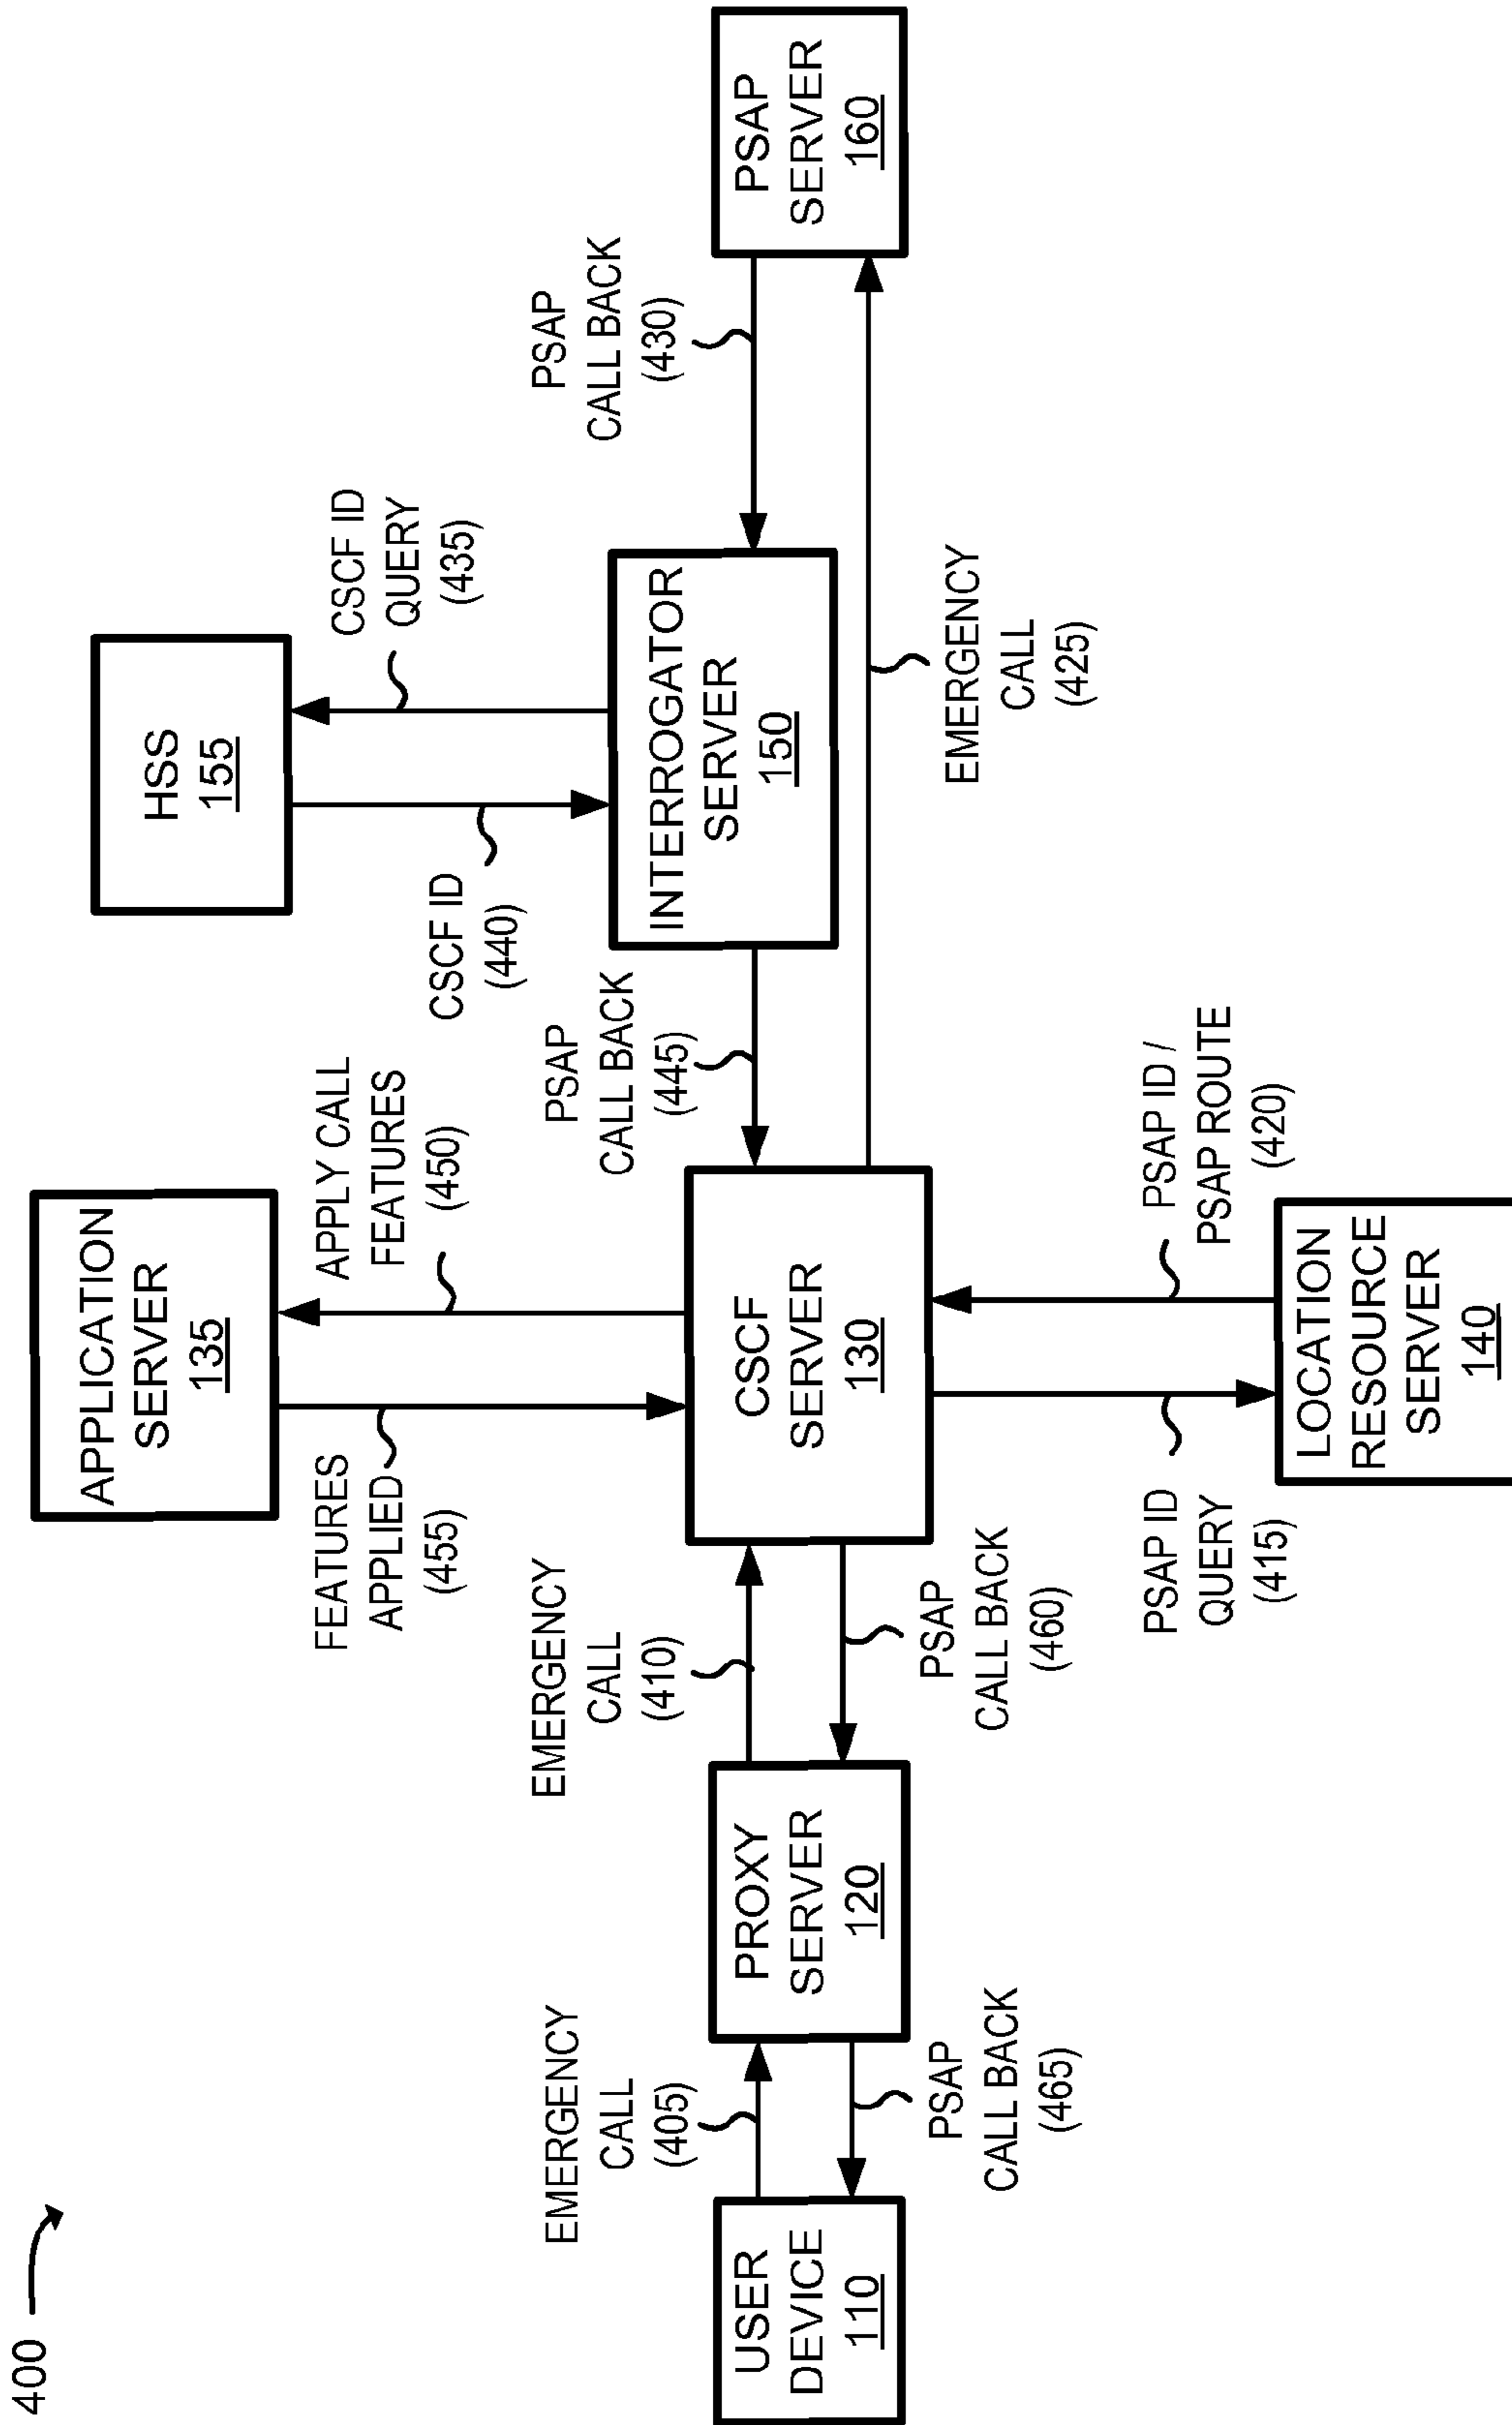 400
APPLICATION
SERVER
135
HSS
155
FEATURES
APPLIED
(455)
APPLY CALL
FEATURES
(450)
CSCF ID
(440)
CSCF ID
QUERY
(435)
EMERGENCY
CALL
(405)
EMERGENCY
CALL
(410)
PSAP
CALL BACK
(445)
PSAP
CALL BACK
(430)
USER
DEVICE
110
PROXY
SERVER
120
CSCF
SERVER
130
INTERROGATOR
SERVER
150
PSAP
SERVER
160
PSAP
CALL BACK
(465)
PSAP
CALL BACK
(460)
EMERGENCY
CALL
(425)
PSAP ID
QUERY
(415)
PSAP ID /
PSAP ROUTE
(420)
LOCATION
RESOURCE
SERVER
140